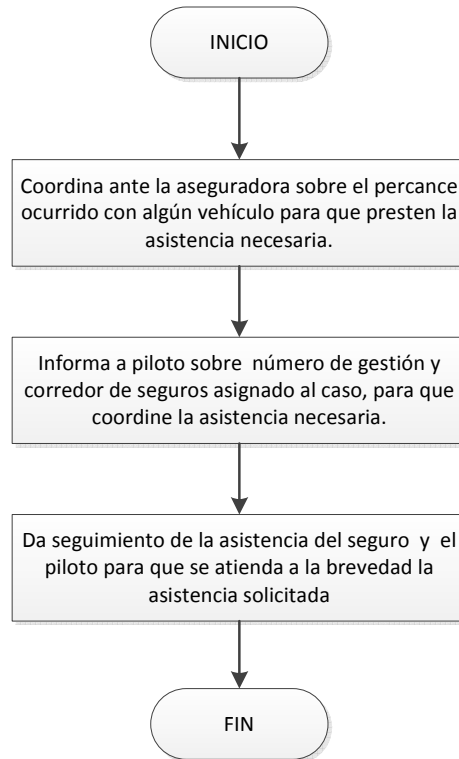 INICIO
Coordina ante la aseguradora sobre el percance
ocurrido con algún vehículo para que presten la
asistencia necesaria.
Informa a piloto sobre número de gestión y
corredor de seguros asignado al caso, para que
coordine la asistencia necesaria.
Da seguimiento de la asistencia del seguro y el
piloto para que se atienda a la brevedad la
asistencia solicitada
FIN